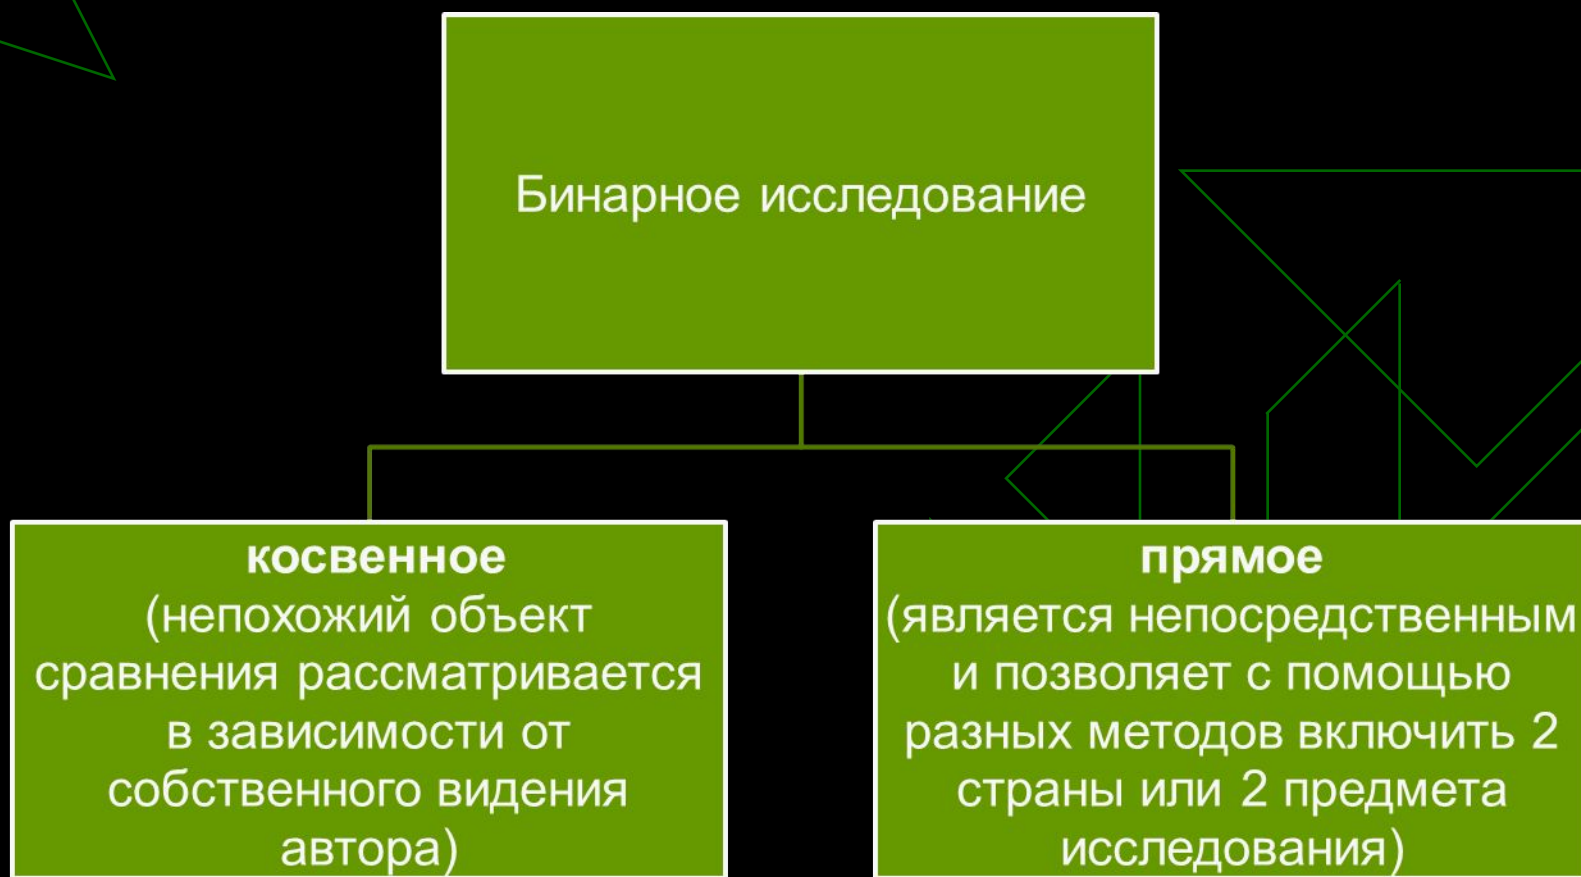 Бинарное исследование
косвенное
(непохожий объект
сравнения рассматривается
в зависимости от
собственного видения
автора)
прямое
(является непосредственным
и позволяет с помощью
разных методов включить 2
страны или 2 предмета
исследования)